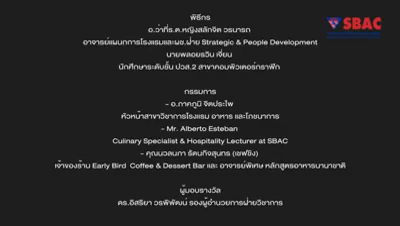 SBAC
พิธีกร
อ.ว่าที่ร.ต.หญิงสลักจิต วรนารถ
อาจารย์แผนกการโรงแรมและผช.ฝ่าย Strategic & People Development
นายพลอยรวิน เงี่ยน
นักศึกษาระดับชั้น ปวส.2 สาขาคอมพิวเตอร์กราฟิก
กรรมการ
- อ.ภาคภูมิ จิตประไพ
หัวหน้าสาขาวิชาการโรงแรม อาหาร และโภชนาการ
- Mr. Alberto Esteban
Culinary Specialist & Hospitality Lecturer at SBAC
- คุณนวลนภา รัตนกิจสุนทร (เชฟซิง)
เจ้าของร้าน Early Bird Coffee & Dessert Bar และ อาจารย์พิเศษ หลักสูตรอาหารนานาชาติ
ผู้มอบรางวัล
ดร.อิสริยา วรพิพัฒน์ รองผู้อำนวยการฝ่ายวิชาการ